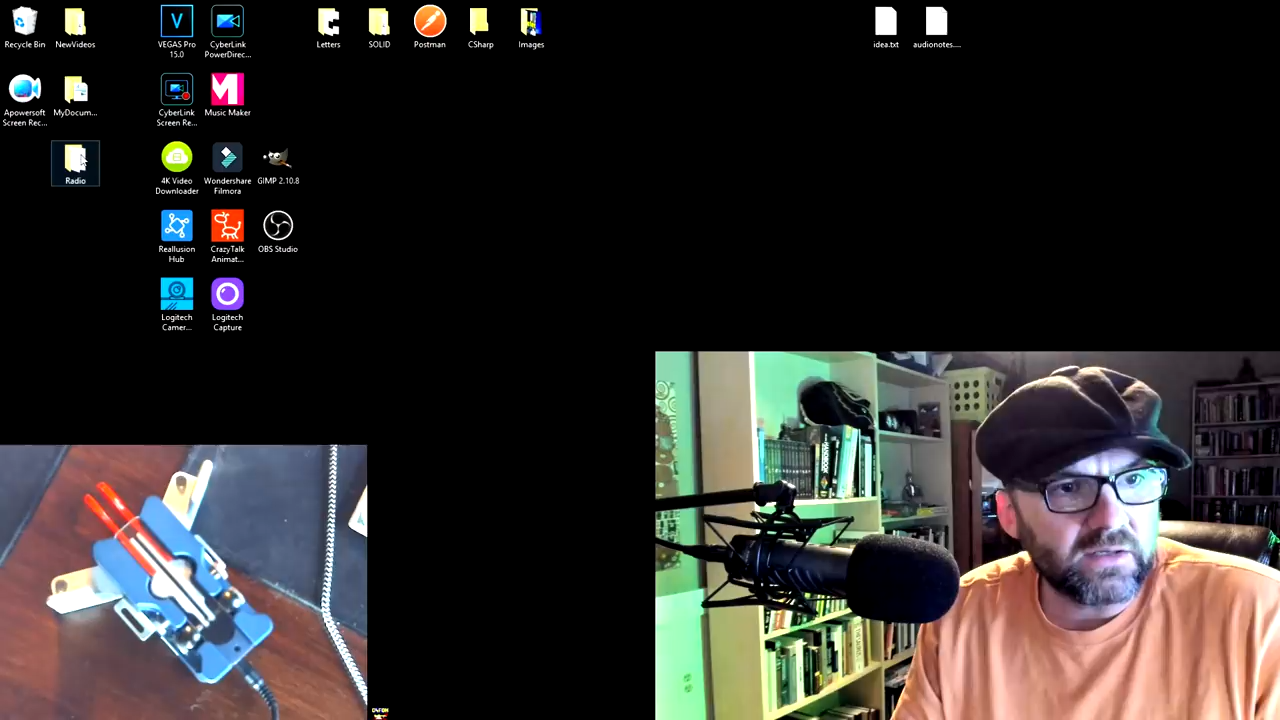 Recycle Bin
NewVideos
VEGAS Pro
15.0
CyberLink
PowerDirec...
Letters
SOLID
Postman
CSharp
Images
idea.txt
audionotes....
Apowersoft
Screen Rec...
MyDocum...
CyberLink
Screen Re...
Music Maker
Radio
4K Video
Downloader
Wondershare
Filmora
GIMP 2.10.8
Reallusion
Hub
CrazyTalk
Animat...
OBS Studio
Logitech
Camer...
Logitech
Capture